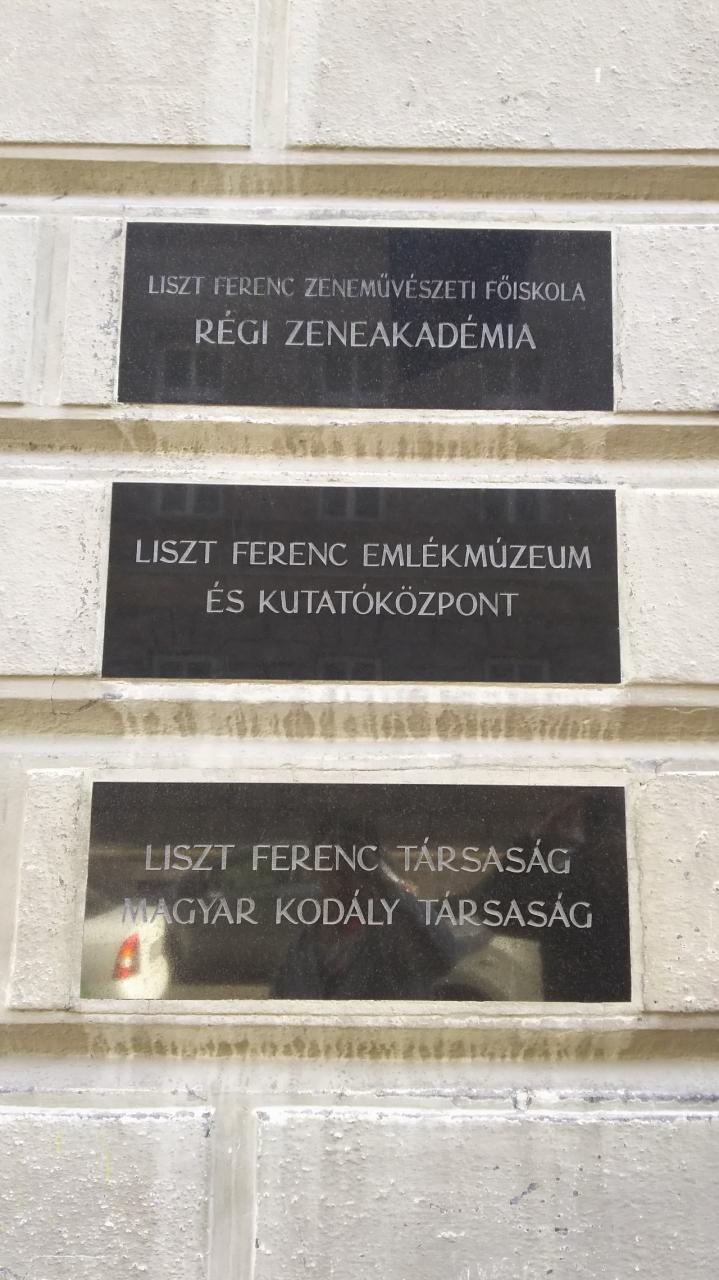 LISZT FERENC ZENEMŰVÉSZETI FŐISKOLA
RÉGI ZENEAKADÉMIA
LISZT FERENC EMLÉKMÚZEUM
ÉS KUTATÓKÖZPONT
LISZT FERENC TÁRSASÁG
MAGYAR KODÁLY TÁRSASÁG